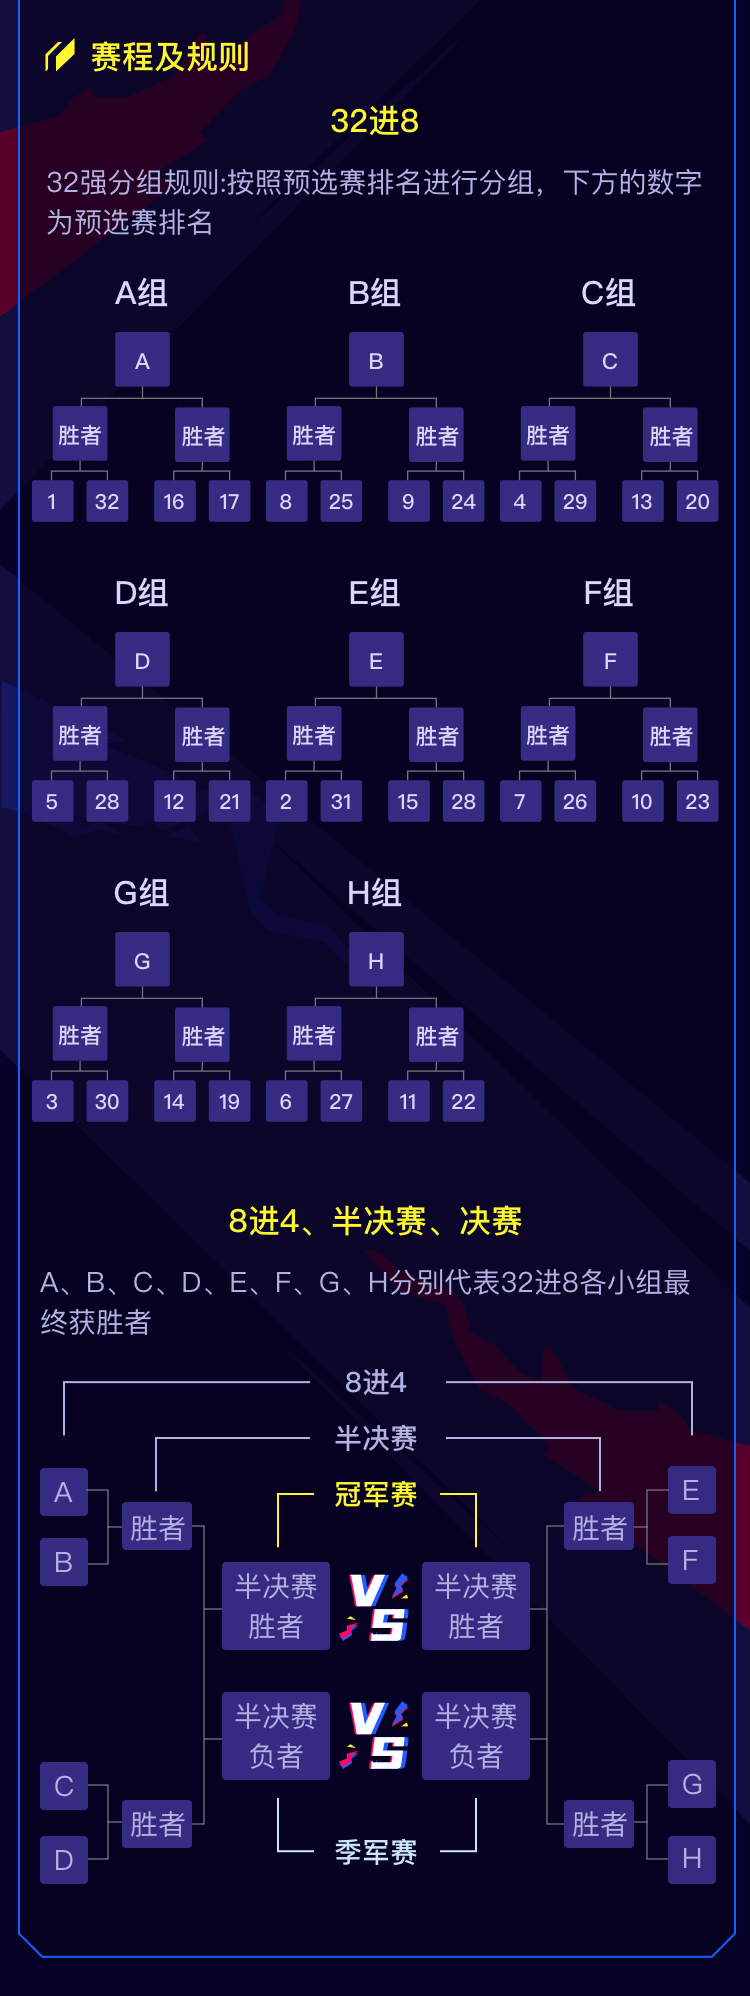 赛程及规则
32进8
32强分组规则:按照预选赛排名进行分组，下方的数字
为预选赛排名
A组 B组 C组
A B C
胜者 胜者 胜者 胜者 胜者 胜者
1 32 16 17 8 25 9 24 4 29 13 20
D组 E组 F组
D E F
胜者 胜者 胜者 胜者 胜者 胜者
5 28 12 21 2 31 15 28 7 26 10 23
G组 H组
G H
胜者 胜者 胜者 胜者
3 30 14 19 6 27 11 22
8进4、半决赛、决赛
A、B、C、D、E、F、G、H分别代表32进8各小组最
终获胜者
8进4
半决赛
冠军赛
A E
胜者 胜者
B F
半决赛 VS 半决赛
胜者 胜者
半决赛 VS 半决赛
负者 负者
C G
胜者 胜者
D H
季军赛